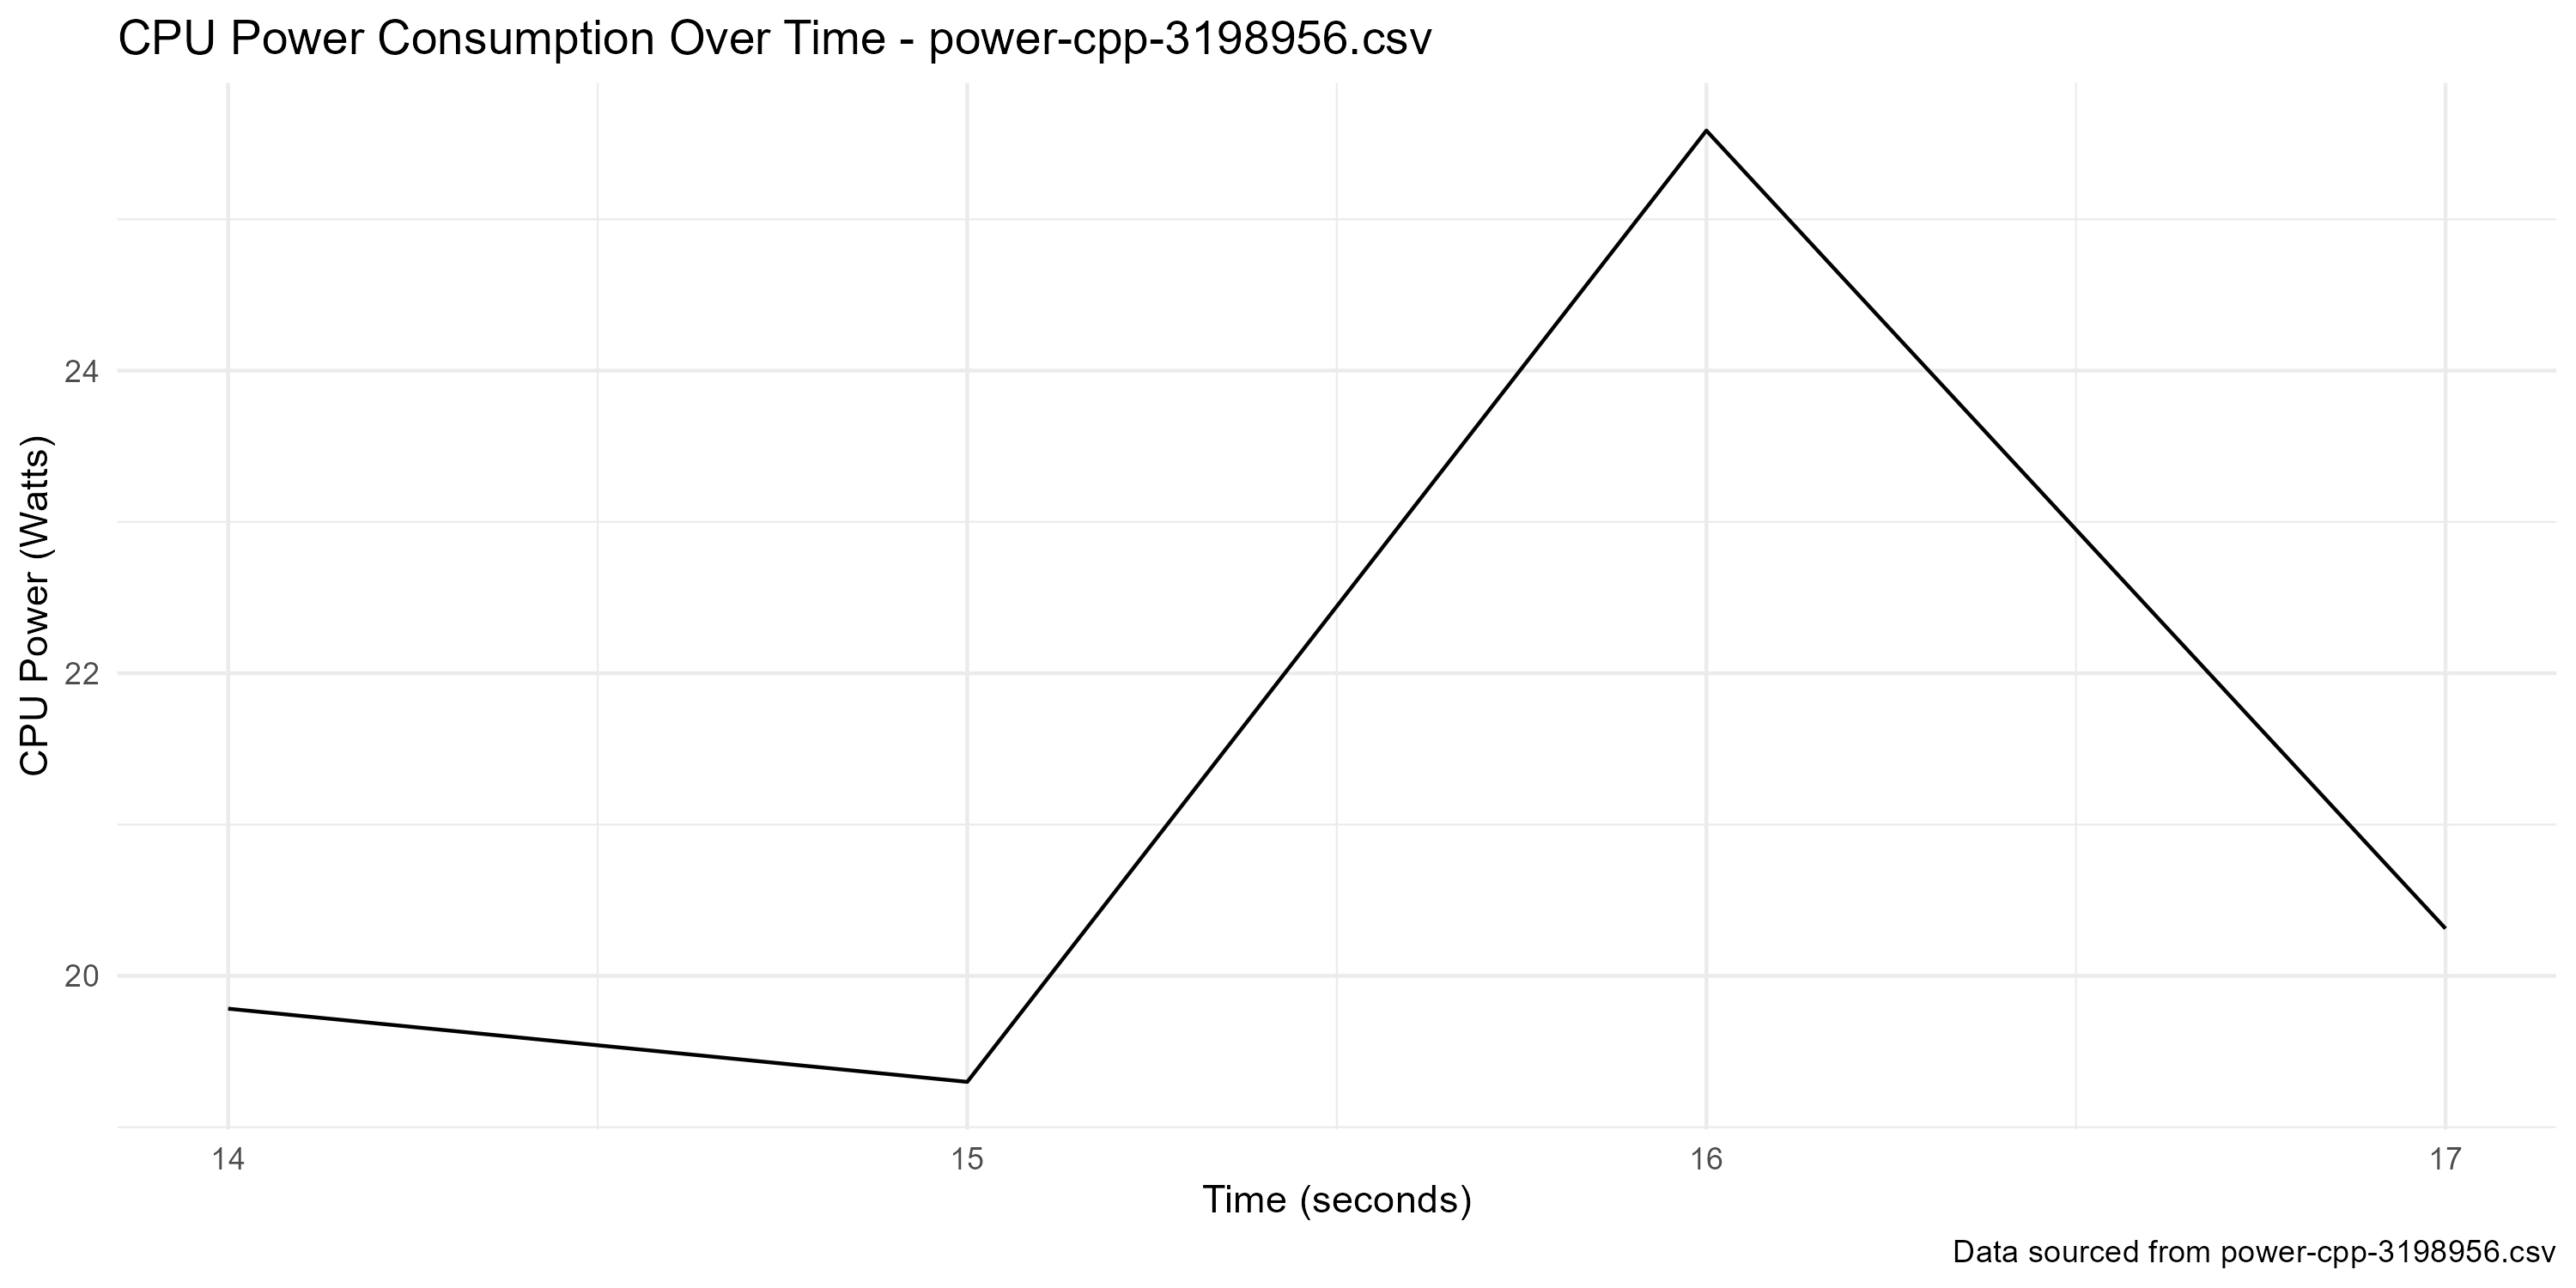 CPU Power Consumption Over Time - power-cpp-3198956.csv
CPU Power (Watts)
24
22
20
14 15 16 17
Time (seconds)
Data sourced from power-cpp-3198956.csv